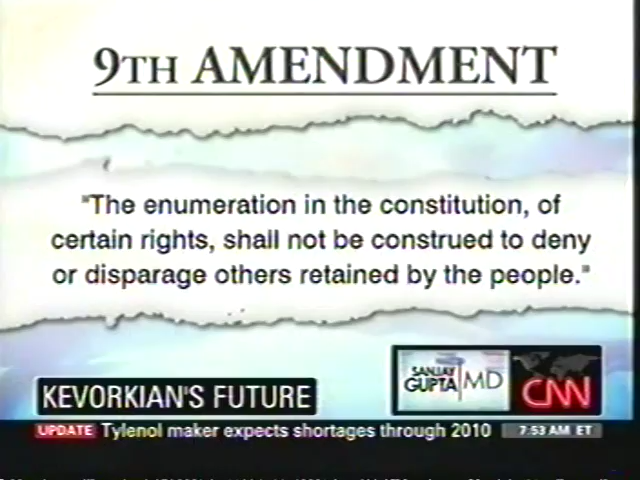 9TH AMENDMENT
"The enumeration in the constitution, of
certain rights, shall not be construed to deny
or disparage others retained by the people."
SANJAY
GUPTA MD
CNN
KEVORKIAN'S FUTURE
UPDATE Tylenol maker expects shortages through 2010 7:53 AM ET